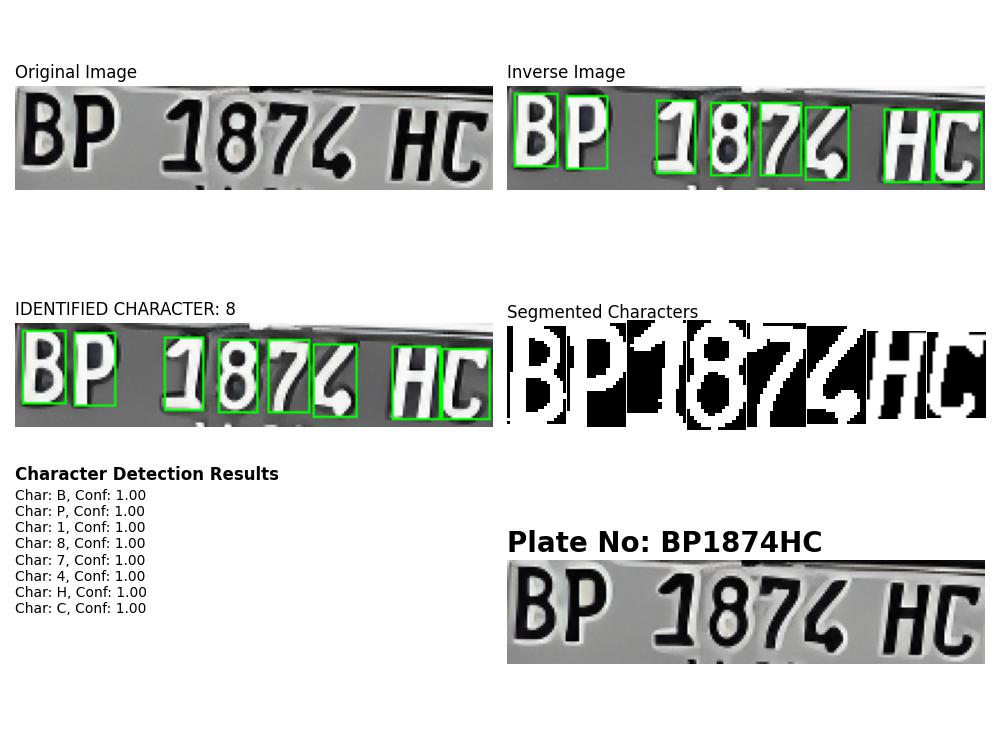 Original Image
BP 1874 HC
Inverse Image
BP 1874 HC
IDENTIFIED CHARACTER: 8
BP 1874 HC
Segmented Characters
BP1874HC
Character Detection Results
Char: B, Conf: 1.00
Char: P, Conf: 1.00
Char: 1, Conf: 1.00
Char: 8, Conf: 1.00
Char: 7, Conf: 1.00
Char: 4, Conf: 1.00
Char: H, Conf: 1.00
Char: C, Conf: 1.00
Plate No: BP1874HC
BP 1874 HC